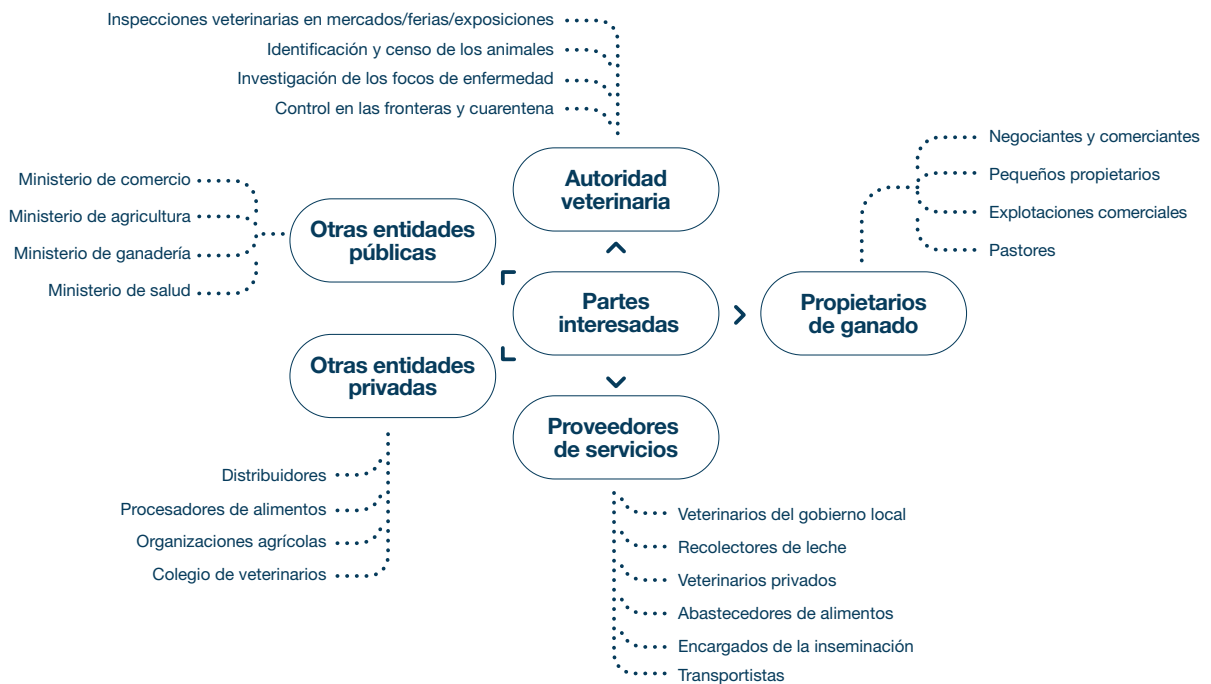 Inspecciones veterinarias en mercados/ferias/exposiciones
Identificación y censo de los animales
Investigación de los focos de enfermedad
Control en las fronteras y cuarentena
Autoridad
veterinaria
Negociantes y comerciantes
Pequeños propietarios
Explotaciones comerciales
Pastores
Ministerio de comercio
Ministerio de agricultura
Ministerio de ganadería
Ministerio de salud
Otras entidades
públicas
Partes
interesadas
Propietarios
de ganado
Otras entidades
privadas
Proveedores
de servicios
Distribuidores
Procesadores de alimentos
Organizaciones agrícolas
Colegio de veterinarios
Veterinarios del gobierno local
Recolectores de leche
Veterinarios privados
Abastecedores de alimentos
Encargados de la inseminación
Transportistas